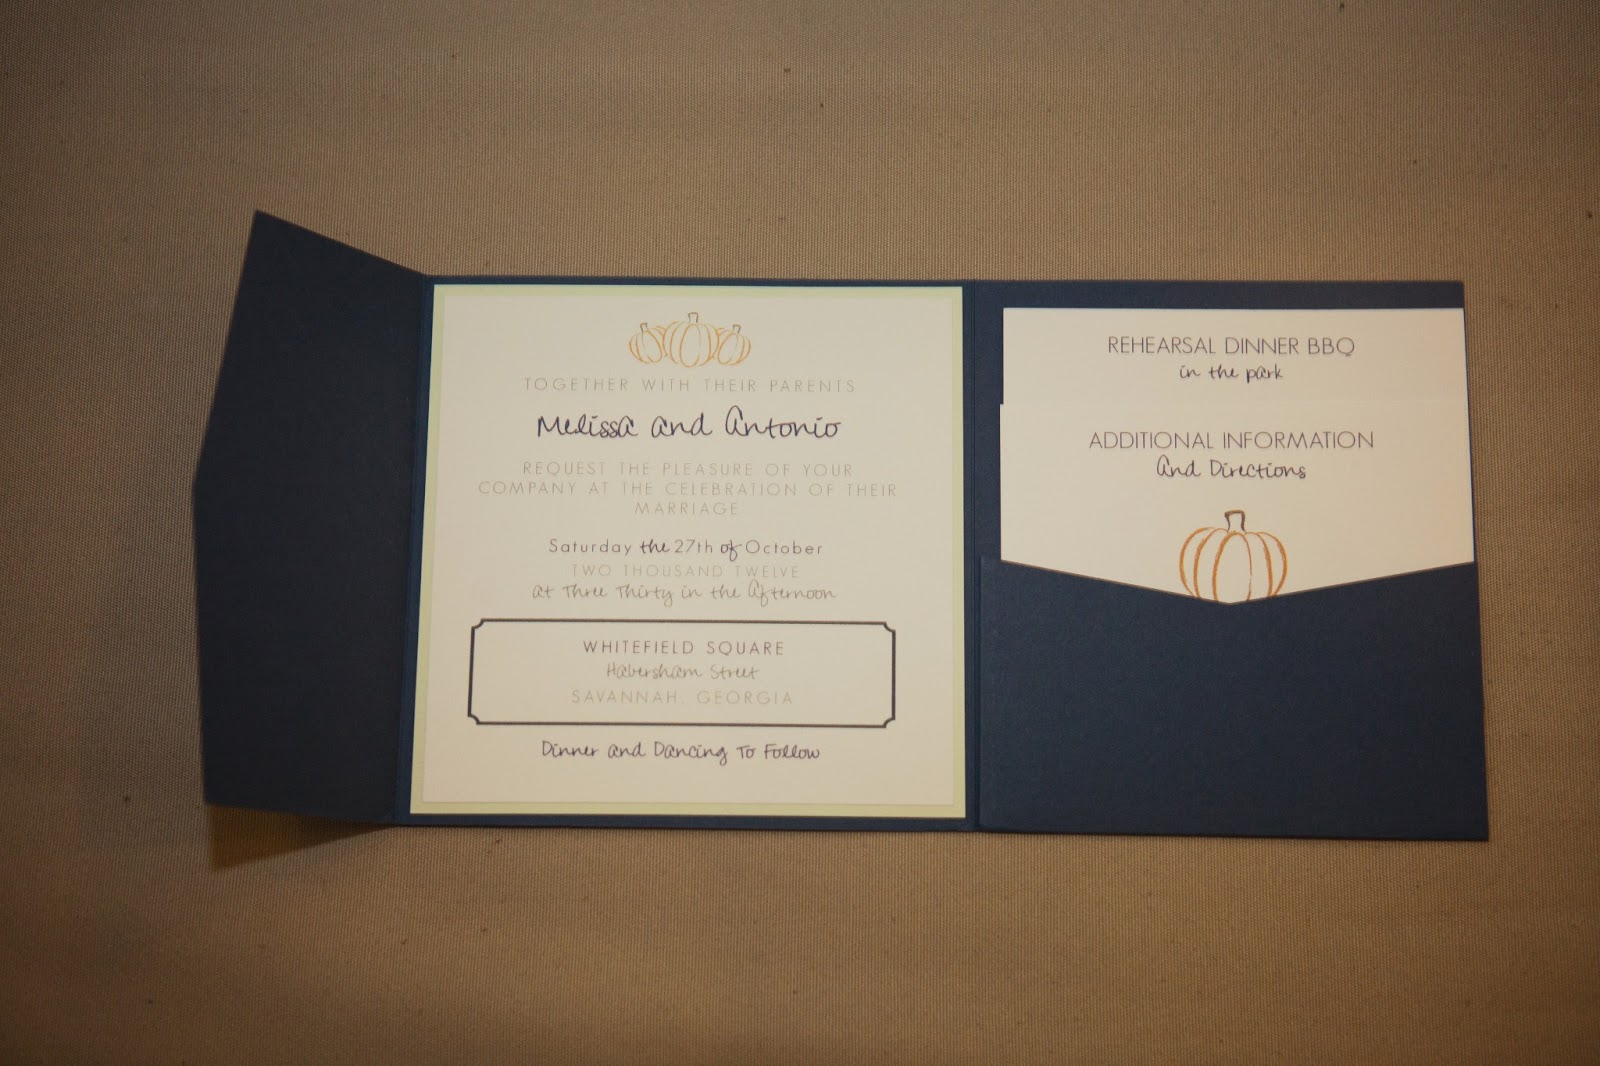 TOGETHER WITH THEIR PARENTS
Melissa and Antonio
REQUEST THE PLEASURE OF YOUR
COMPANY AT THE CELEBRATION OF THEIR
MARRIAGE
Saturday the 27th of October
TWO THOUSAND TWELVE
at Three Thirty in the Afternoon
WHITEFIELD SQUARE
Habersham Street
SAVANNAH, GEORGIA
Dinner and Dancing To Follow
REHEARSAL DINNER BBQ
in the park
ADDITIONAL INFORMATION
and Directions